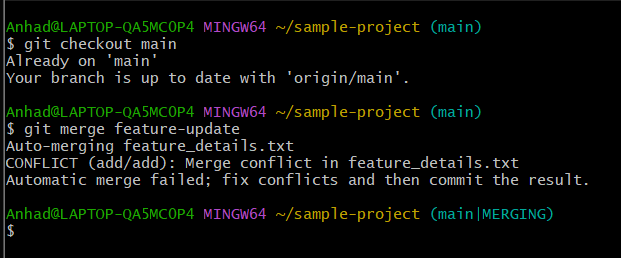 Anhad@LAPTOP-QA5MCOP4 MINGW64 ~/sample-project (main)
$ git checkout main
Already on 'main'
Your branch is up to date with 'origin/main'.
Anhad@LAPTOP-QA5MCOP4 MINGW64 ~/sample-project (main)
$ git merge feature-update
Auto-merging feature_details.txt
CONFLICT (add/add): Merge conflict in feature_details.txt
Automatic merge failed; fix conflicts and then commit the result.
Anhad@LAPTOP-QA5MCOP4 MINGW64 ~/sample-project (main|MERGING)
$